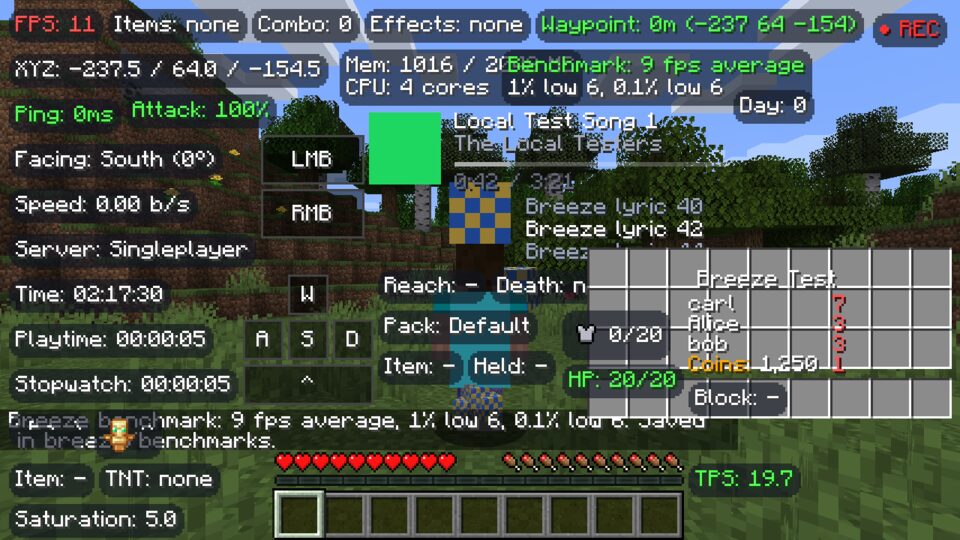 FPS: 11
Items: none
Combo: 0
Effects: none
Waypoint: 0m (-237 64 -154)
REC
XYZ: -237.5 / 64.0 / -154.5
Mem: 1016 /
Benchmark: 9 fps average
CPU: 4 cores
1% low 6, 0.1% low 6
Day: 0
Ping: 0ms
Attack: 100%
Local Test Song 1
The Local Testers
0:42
3:21
Facing: South (0°)
LMB
Speed: 0.00 b/s
RMB
Breeze lyric 40
Breeze lyric 42
Breeze lyric
Server: Singleplayer
Reach: -
Death:
Breeze Test
Time: 02:17:30
W
carl 7
Alice 3
bob 3
Coins: 1,250 1
Pack: Default
0/20
Playtime: 00:00:05
A
S
D
Item: -
Held: -
HP: 20/20
Stopwatch: 00:00:05
^
Block: -
Breeze benchmark: 9 fps average, 1% low 6, 0.1% low 6. Saved
in breeze-benchmarks.
Item: -
TNT: none
TPS: 19.7
Saturation: 5.0